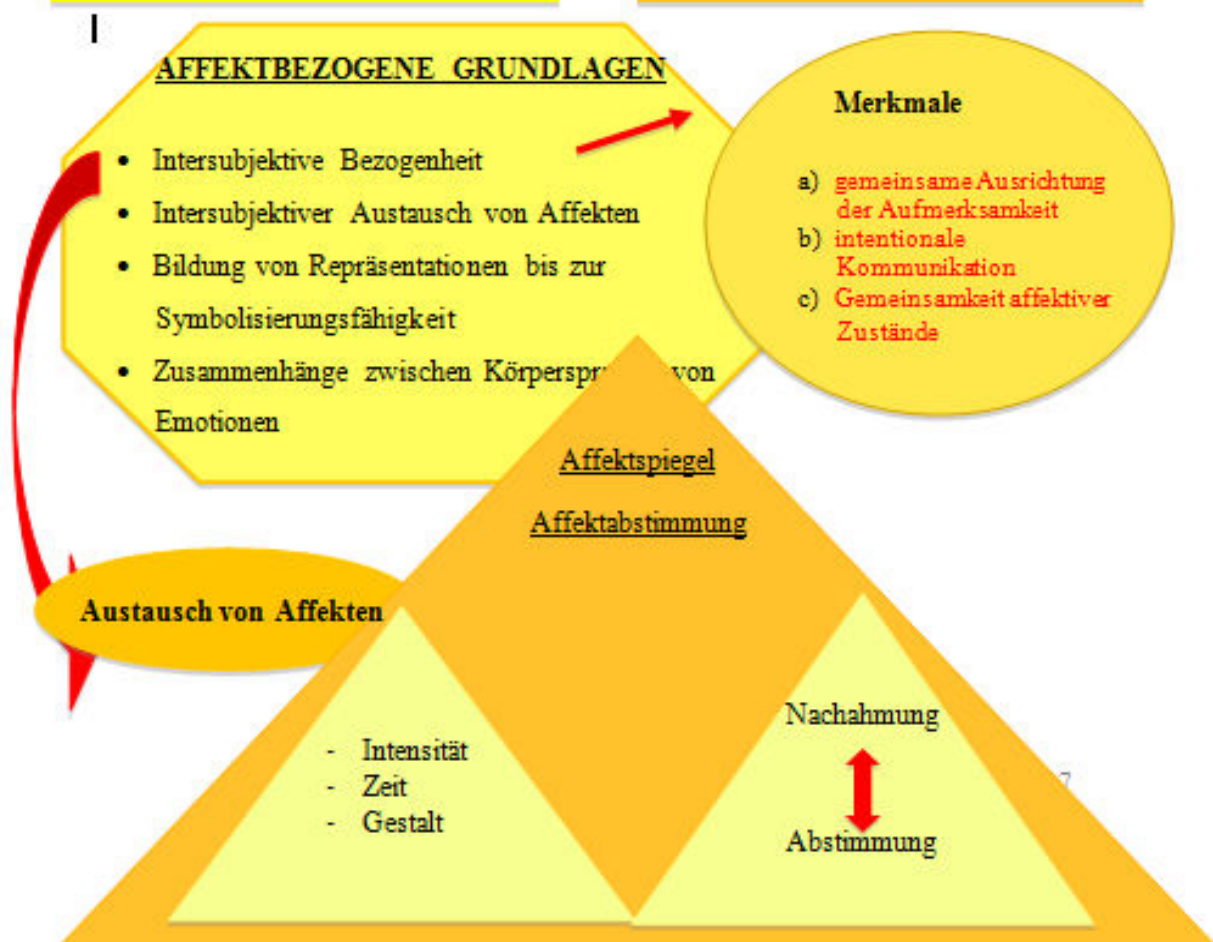 AFFEKTBEZOGENE GRUNDLAGEN
• Intersubjektive Bezogenheit
• Intersubjektiver Austausch von Affekten
• Bildung von Repräsentationen bis zur
Symbolisierungsfähigkeit
• Zusammenhänge zwischen von
Emotionen
Merkmale
a) gemeinsame Ausrichtung
der Aufmerksamkeit
b) intentionale
Kommunikation
c) Gemeinsamkeit affektiver
Zustände
Affektspiegel
Affektabstimmung
Austausch von Affekten
- Intensität
- Zeit
- Gestalt
Nachahmung
Abstimmung
7